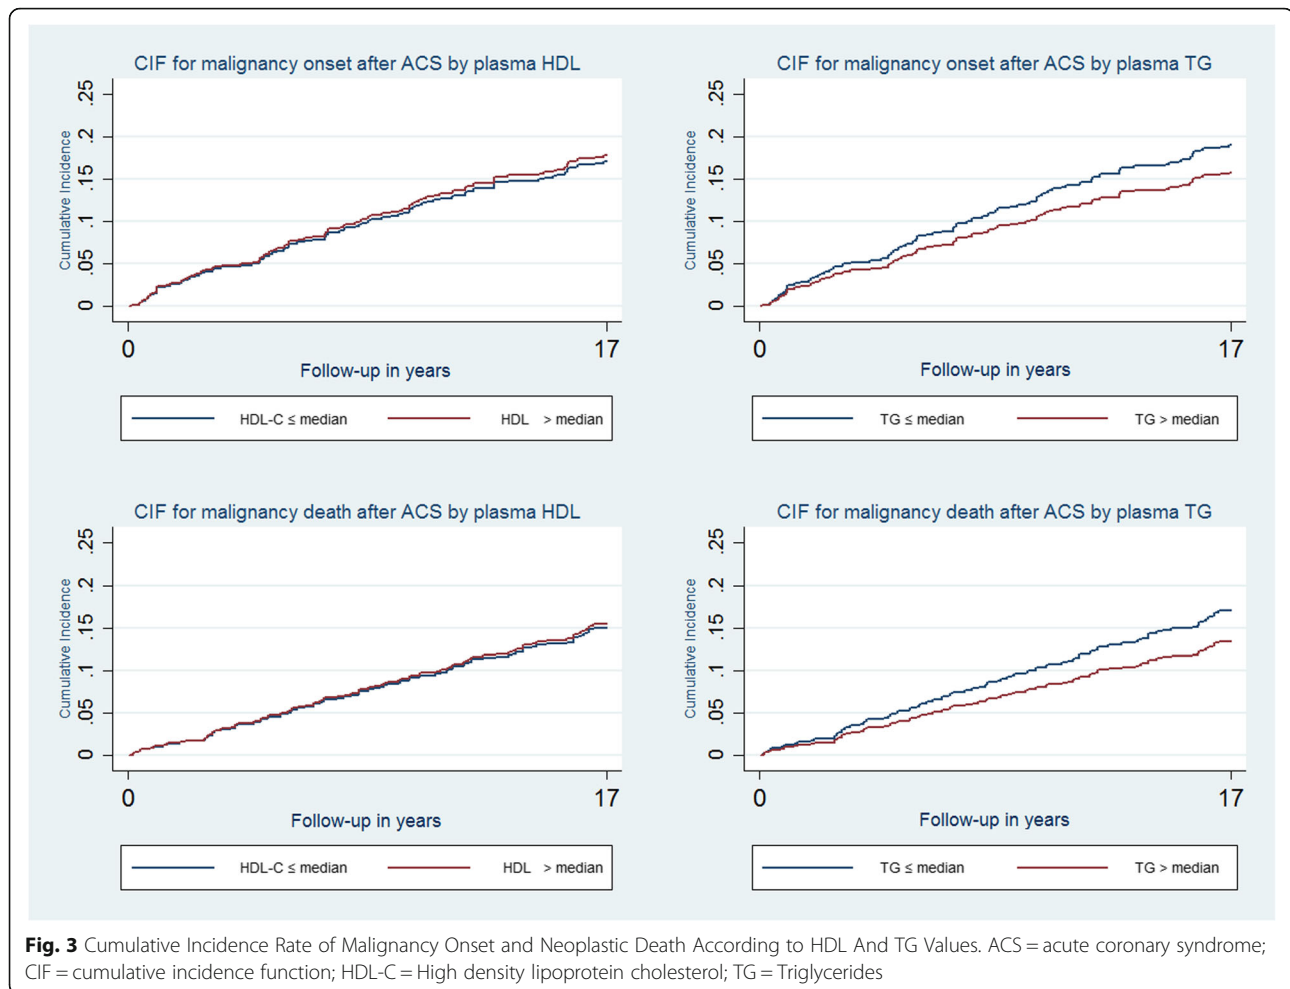 CIF for malignancy onset after ACS by plasma HDL
Cumulative Incidence
.25
.2
.15
.1
.05
0
0 17
Follow-up in years
HDL-C ≤ median HDL > median
CIF for malignancy onset after ACS by plasma TG
Cumulative Incidence
.25
.2
.15
.1
.05
0
0 17
Follow-up in years
TG ≤ median TG > median
CIF for malignancy death after ACS by plasma HDL
Cumulative Incidence
.25
.2
.15
.1
.05
0
0 17
Follow-up in years
HDL-C ≤ median HDL > median
CIF for malignancy death after ACS by plasma TG
Cumulative Incidence
.25
.2
.15
.1
.05
0
0 17
Follow-up in years
TG ≤ median TG > median
Fig. 3 Cumulative Incidence Rate of Malignancy Onset and Neoplastic Death According to HDL And TG Values. ACS = acute coronary syndrome;
CIF = cumulative incidence function; HDL-C = High density lipoprotein cholesterol; TG = Triglycerides